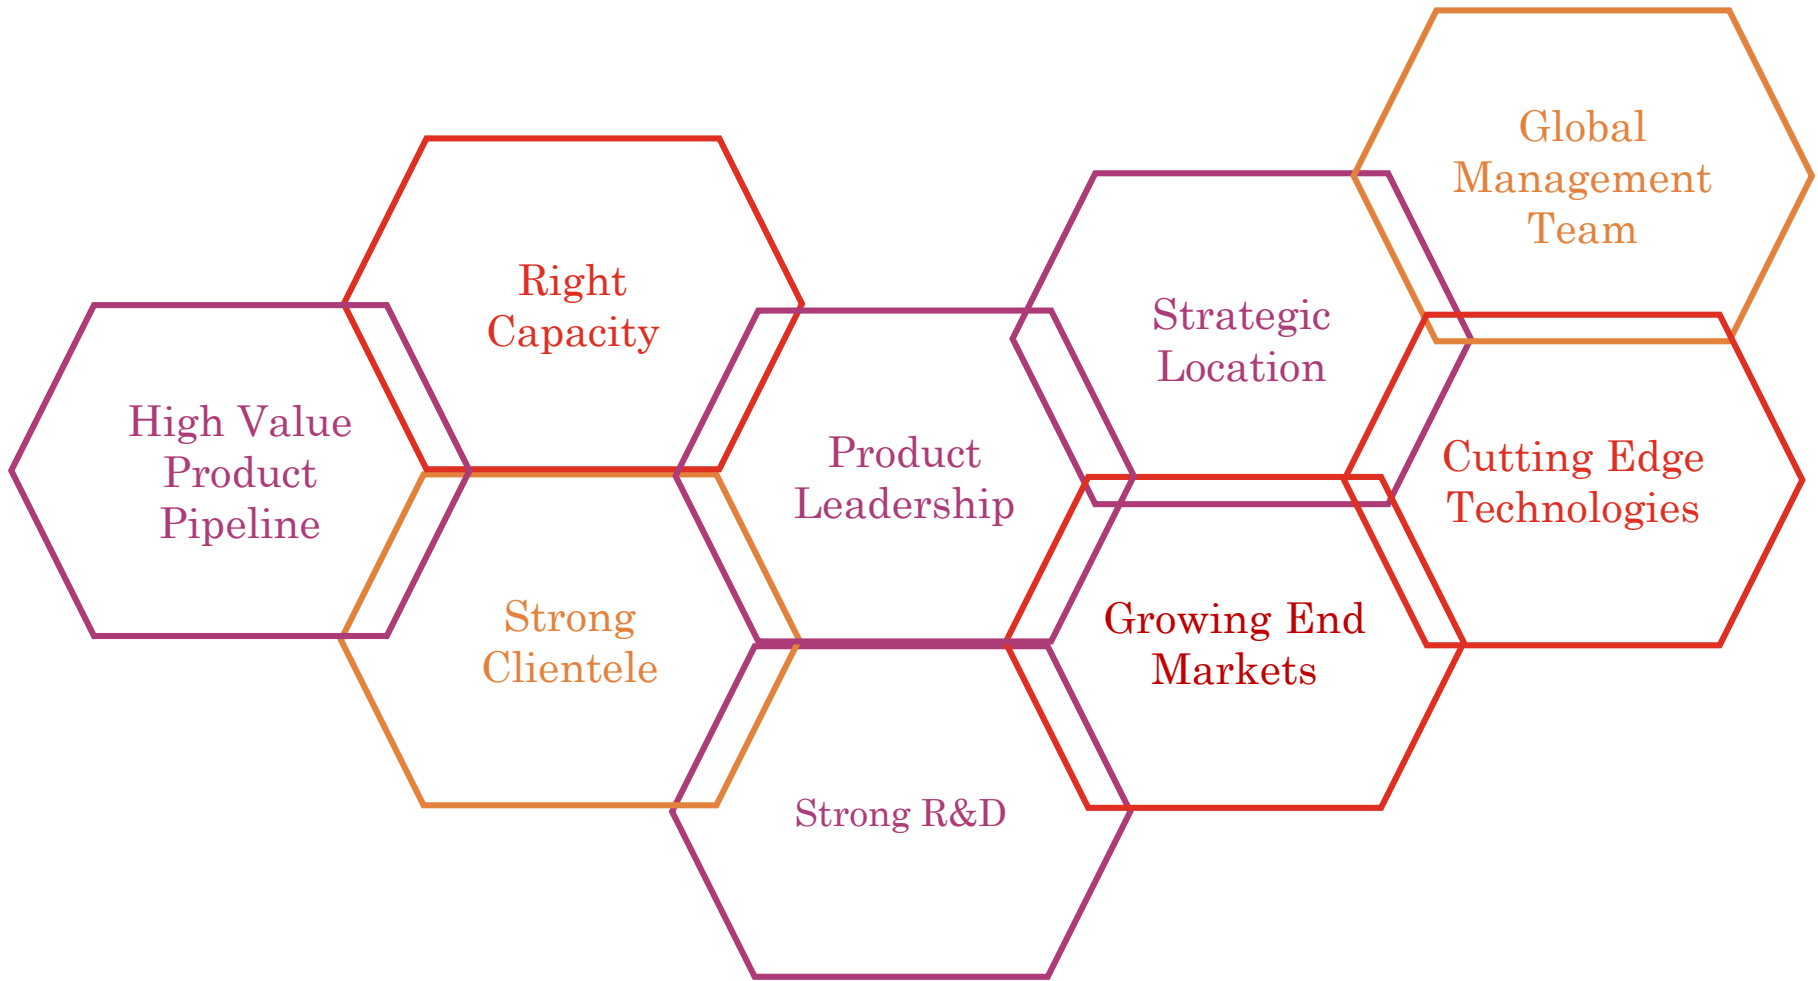 High Value
Product
Pipeline
Right
Capacity
Strong
Clientele
Product
Leadership
Strong R&D
Strategic
Location
Growing End
Markets
Global
Management
Team
Cutting Edge
Technologies